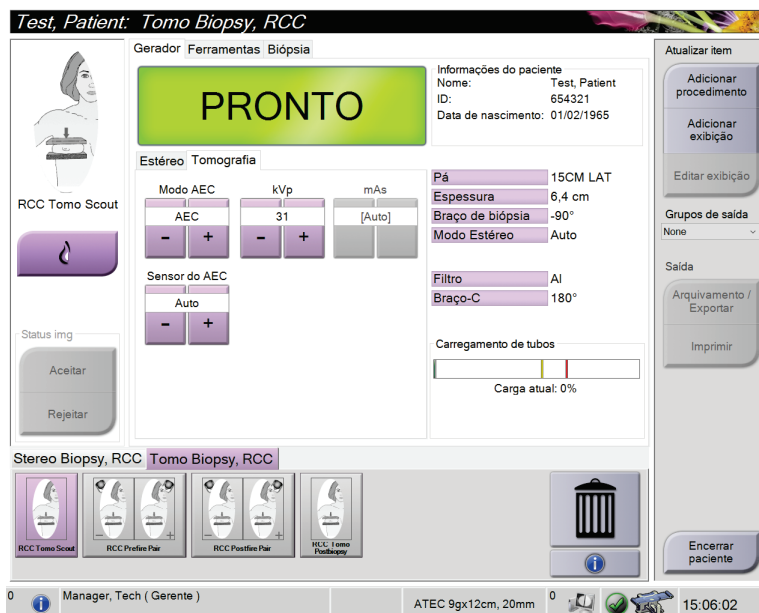 Test, Patient: Tomo Biopsy, RCC
Gerador Ferramentas Biópsia
PRONTO
Informações do paciente
Nome: Test, Patient
ID: 654321
Data de nascimento: 01/02/1965
RCC Tomo Scout
Estéreo Tomografia
Modo AEC
AEC
- +
kVp
31
- +
mAs
[Auto]
Sensor do AEC
Auto
- +
Pá 15CM LAT
Espessura 6,4 cm
Braço de biópsia -90°
Modo Estéreo Auto
Filtro Al
Braço-C 180°
Carregamento de tubos
Carga atual: 0%
Status img
Aceitar
Rejeitar
Atualizar item
Adicionar
procedimento
Adicionar
exibição
Editar exibição
Grupos de saída
None
Saída
Arquivamento /
Exportar
Imprimir
Encerrar
paciente
Stereo Biopsy, RCC Tomo Biopsy, RCC
RCC Tomo Scout
- +
RCC Prefire Pair
- +
RCC Postfire Pair
RCC Tomo
Postbiopsy
0 Manager, Tech ( Gerente ) ATEC 9gx12cm, 20mm 0 15:06:02